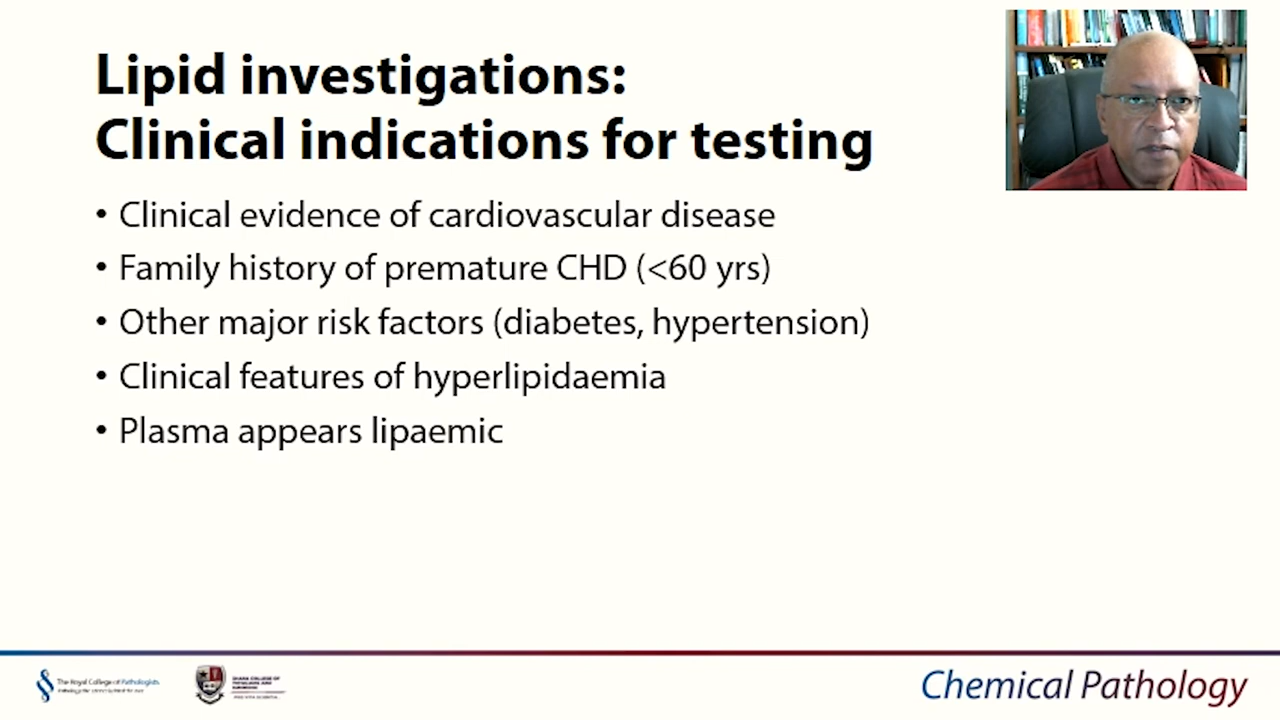 Lipid investigations:
Clinical indications for testing
• Clinical evidence of cardiovascular disease
• Family history of premature CHD (<60 yrs)
• Other major risk factors (diabetes, hypertension)
• Clinical features of hyperlipidaemia
• Plasma appears lipaemic
The Royal College of Pathologists
Chemical Pathology